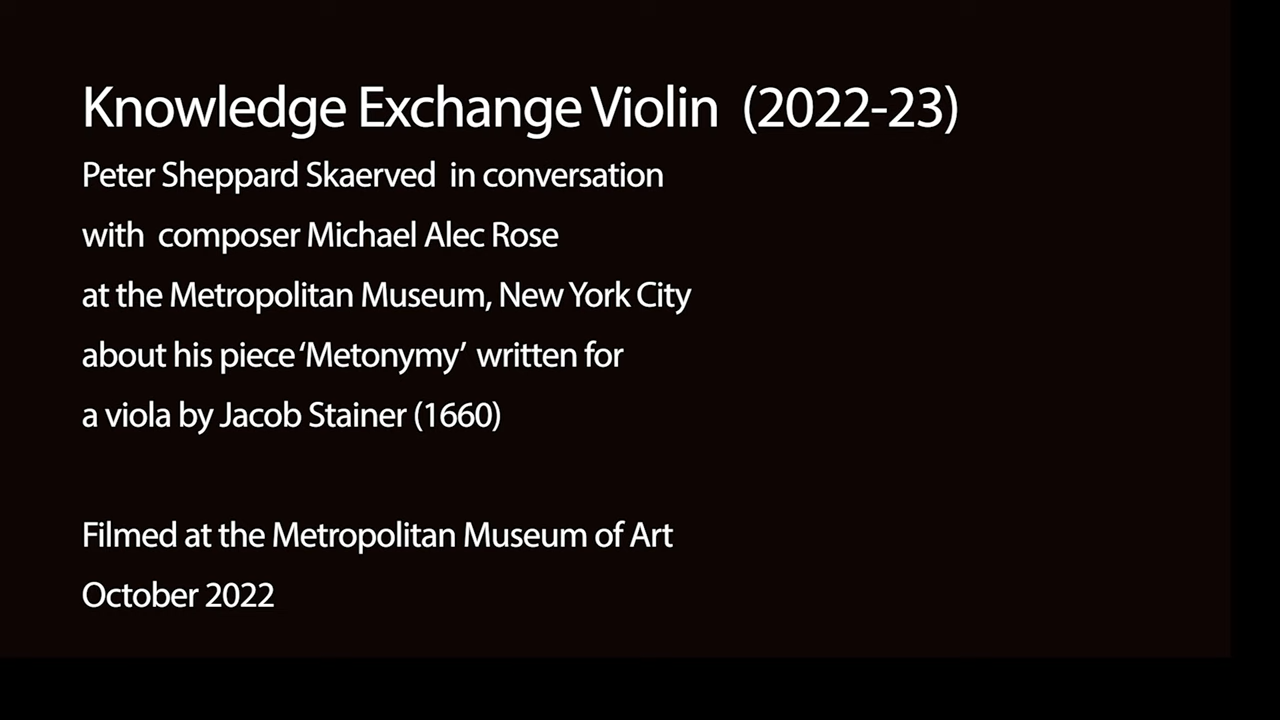 Knowledge Exchange Violin (2022-23)
Peter Sheppard Skaerved in conversation
with composer Michael Alec Rose
at the Metropolitan Museum, New York City
about his piece ‘Metonymy’ written for
a viola by Jacob Stainer (1660)
Filmed at the Metropolitan Museum of Art
October 2022